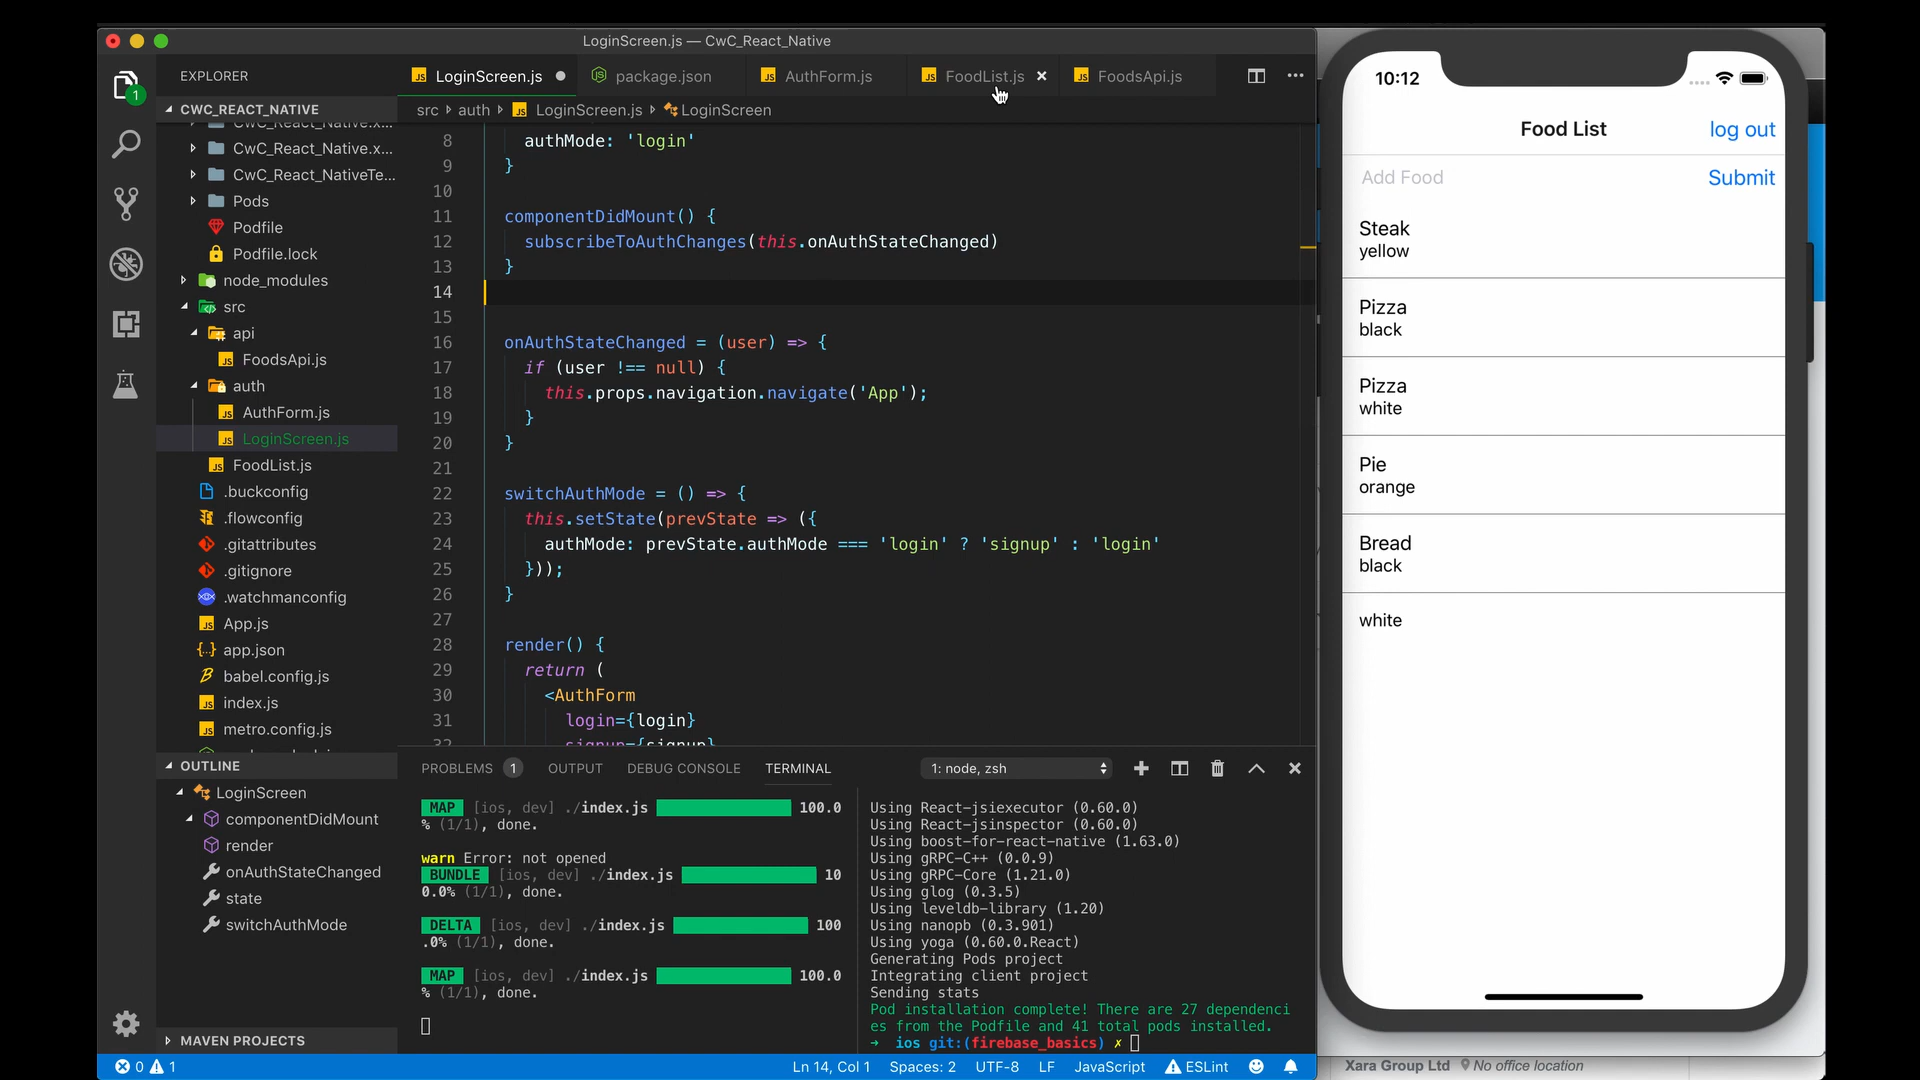 LoginScreen.js — CwC_React_Native
EXPLORER
LoginScreen.js
package.json
AuthForm.js
FoodList.js
FoodsApi.js
src
auth
LoginScreen.js
LoginScreen
1
CWC_REACT_NATIVE
CwC_React_Native.x...
CwC_React_Native.x...
CwC_React_NativeTe...
Pods
Podfile
Podfile.lock
node_modules
src
api
FoodsApi.js
auth
AuthForm.js
LoginScreen.js
FoodList.js
.buckconfig
.flowconfig
.gitattributes
.gitignore
.watchmanconfig
App.js
app.json
babel.config.js
index.js
metro.config.js
OUTLINE
LoginScreen
componentDidMount
render
onAuthStateChanged
state
switchAuthMode
MAVEN PROJECTS
8 authMode: 'login'
9 }
10
11 componentDidMount() {
12 subscribeToAuthChanges(this.onAuthStateChanged)
13 }
14
15
16 onAuthStateChanged = (user) => {
17 if (user !== null) {
18 this.props.navigation.navigate('App');
19 }
20 }
21
22 switchAuthMode = () => {
23 this.setState(prevState => ({
24 authMode: prevState.authMode === 'login' ? 'signup' : 'login'
25 }));
26 }
27
28 render() {
29 return (
30 <AuthForm
31 login={login}
32 signup={signup}
PROBLEMS 1 OUTPUT DEBUG CONSOLE TERMINAL
1: node, zsh
MAP [ios, dev] ./index.js 100.0
% (1/1), done.
warn Error: not opened
BUNDLE [ios, dev] ./index.js 10
0.0% (1/1), done.
DELTA [ios, dev] ./index.js 100
.0% (1/1), done.
MAP [ios, dev] ./index.js 100.0
% (1/1), done.
Using React-jsiexecutor (0.60.0)
Using React-jsinspector (0.60.0)
Using boost-for-react-native (1.63.0)
Using gRPC-C++ (0.0.9)
Using gRPC-Core (1.21.0)
Using glog (0.3.5)
Using leveldb-library (1.20)
Using nanopb (0.3.901)
Using yoga (0.60.0.React)
Generating Pods project
Integrating client project
Sending stats
Pod installation complete! There are 27 dependenci
es from the Podfile and 41 total pods installed.
→ ios git:(firebase_basics) ✗
0 1
Ln 14, Col 1 Spaces: 2 UTF-8 LF JavaScript ESLint
10:12
Food List
log out
Add Food
Submit
Steak
yellow
Pizza
black
Pizza
white
Pie
orange
Bread
black
white
Xara Group Ltd
No office location